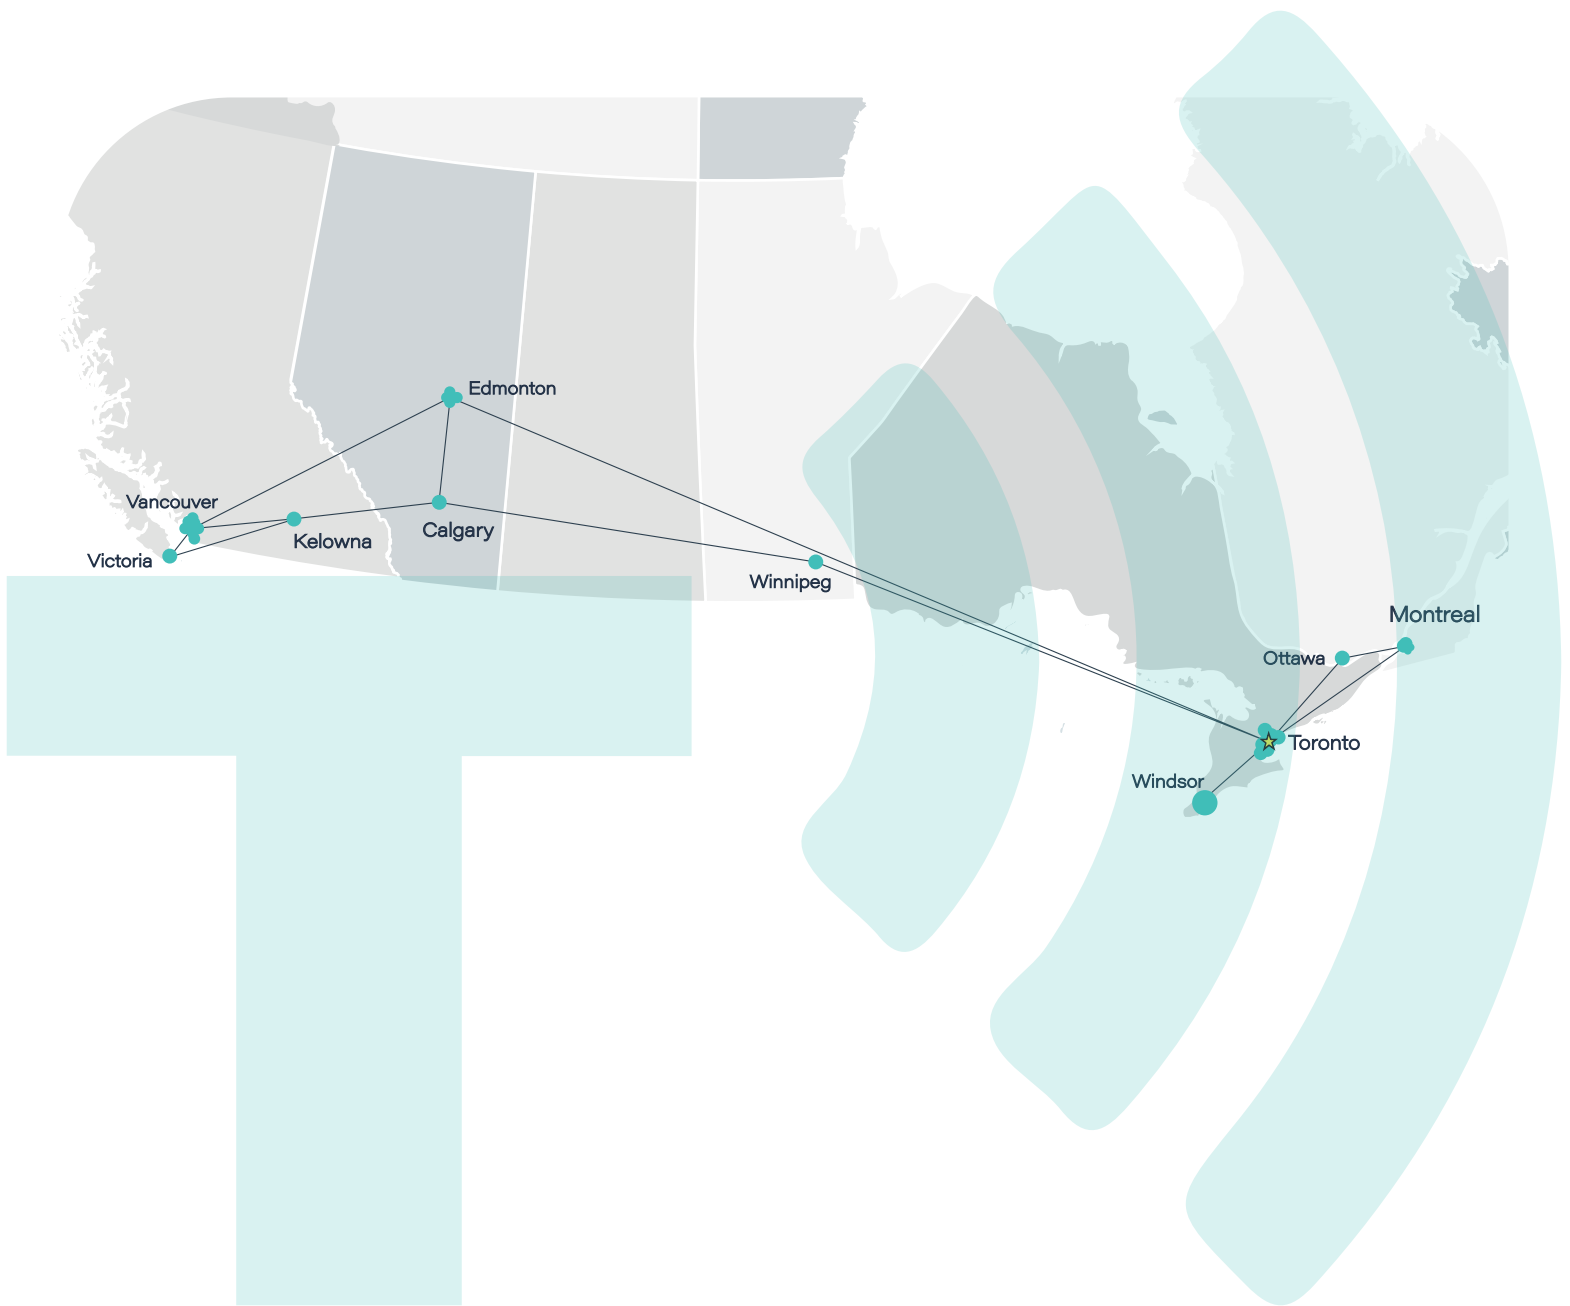 Edmonton
Vancouver
Calgary
Kelowna
Victoria
Winnipeg
Montreal
Ottawa
Toronto
Windsor